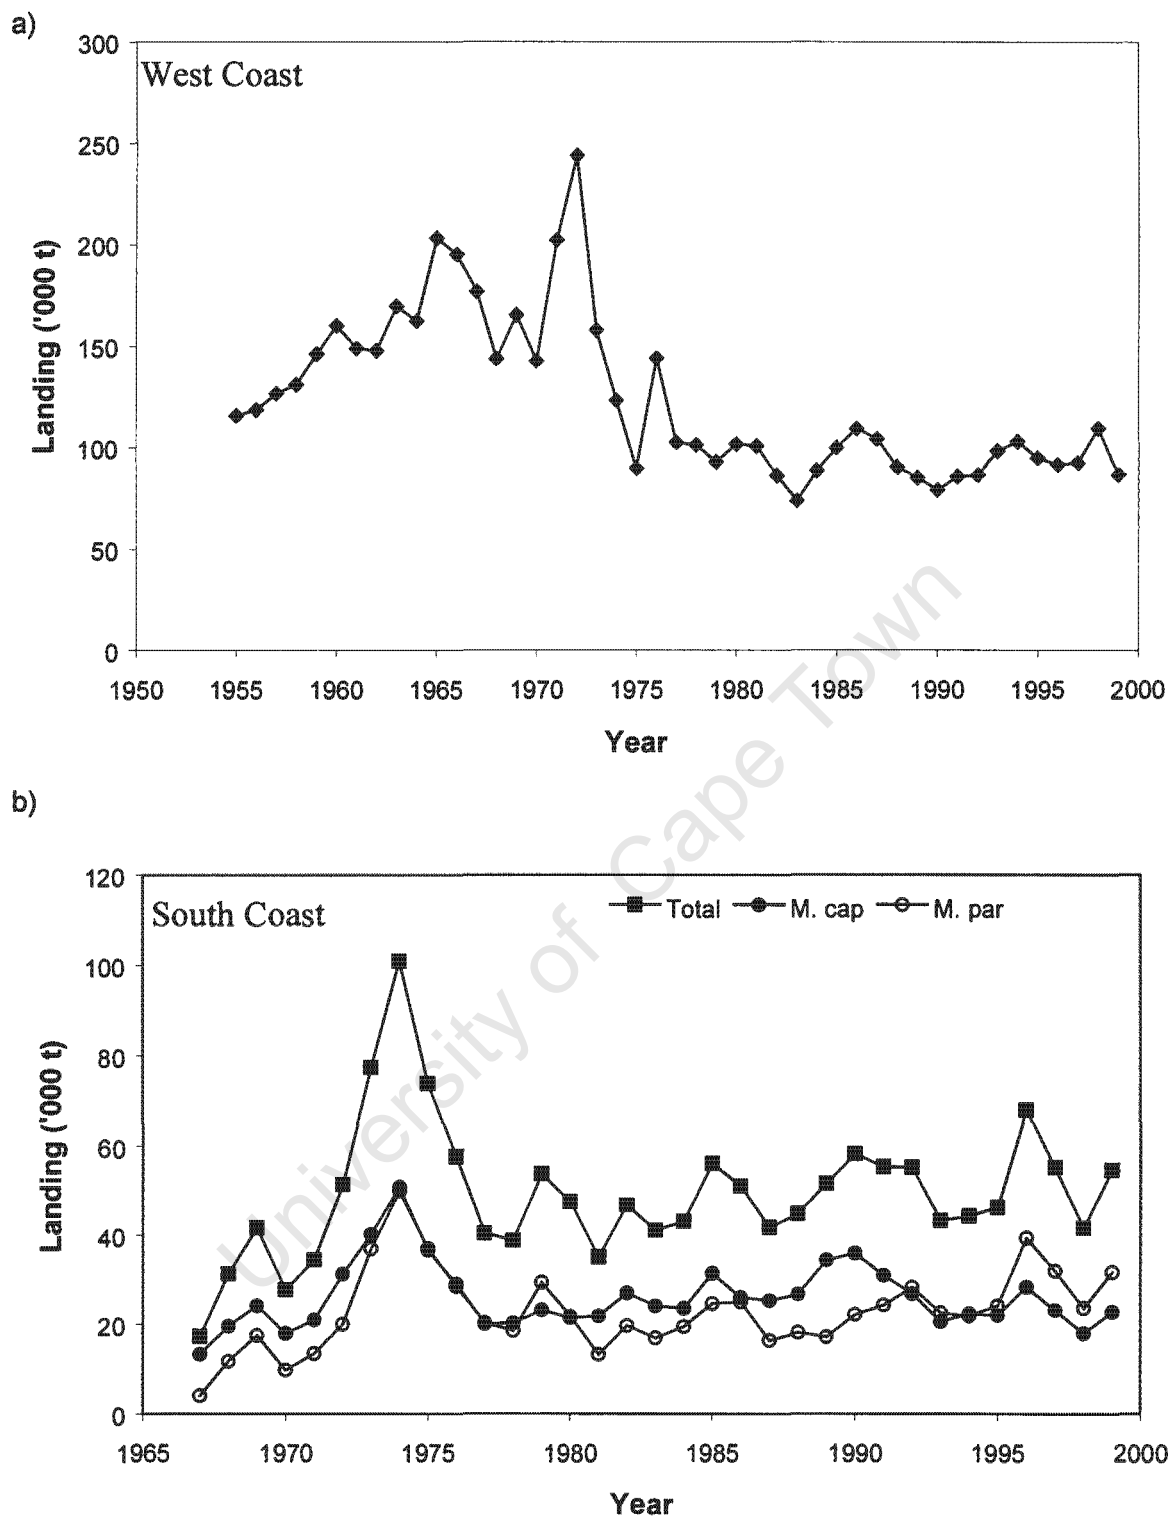 a)
300
West Coast
250
200
150
100
50
0
Landing ('000 t)
1950 1955 1960 1965 1970 1975 1980 1985 1990 1995 2000
Year
b)
120
South Coast
Total M. cap M. par
100
80
60
40
20
0
Landing ('000 t)
1965 1970 1975 1980 1985 1990 1995 2000
Year
University of Cape Town